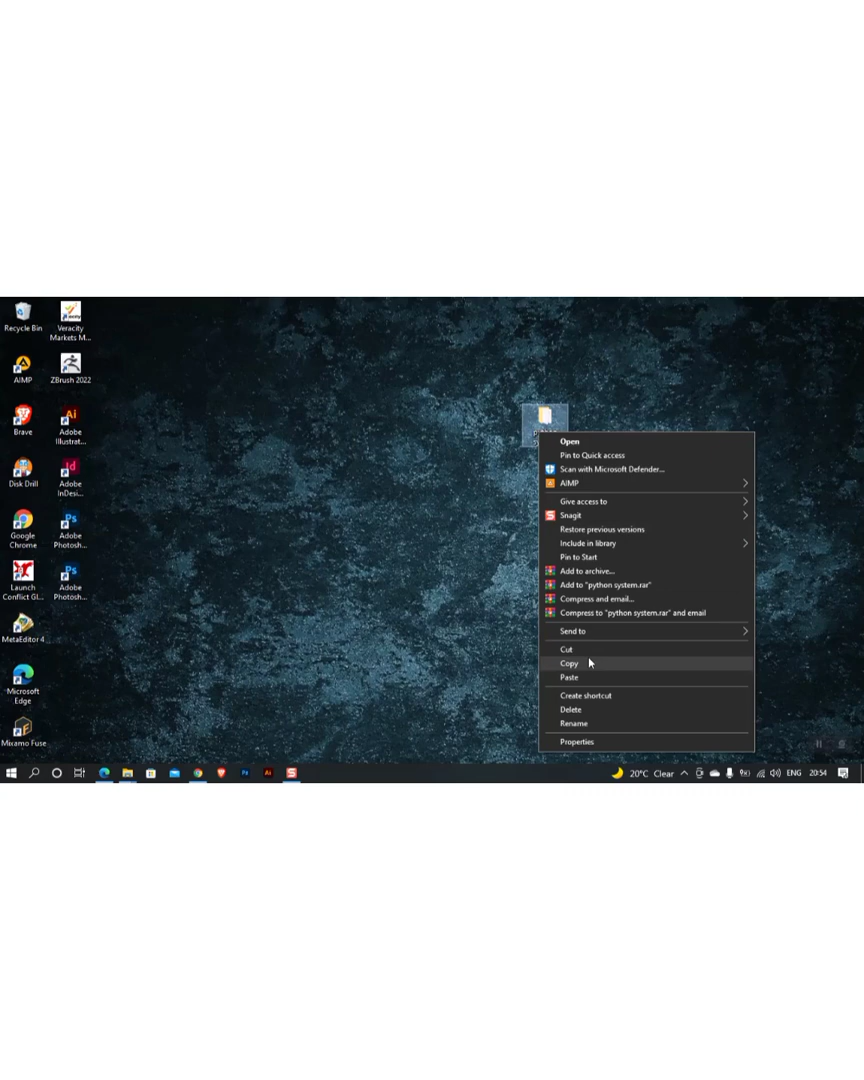 Recycle Bin
Veracity
Markets M...
AIMP
ZBrush 2022
Brave
Adobe
Illustrat...
Disk Drill
Adobe
InDesi...
Google
Chrome
Adobe
Photosh...
Launch
Conflict Gl...
Adobe
Photosh...
MetaEditor 4
Microsoft
Edge
Mixamo Fuse
Open
Pin to Quick access
Scan with Microsoft Defender...
AIMP
Give access to
Snagit
Restore previous versions
Include in library
Pin to Start
Add to archive...
Add to "python system.rar"
Compress and email...
Compress to "python system.rar" and email
Send to
Cut
Copy
Paste
Create shortcut
Delete
Rename
Properties
20°C Clear
ENG
20:54